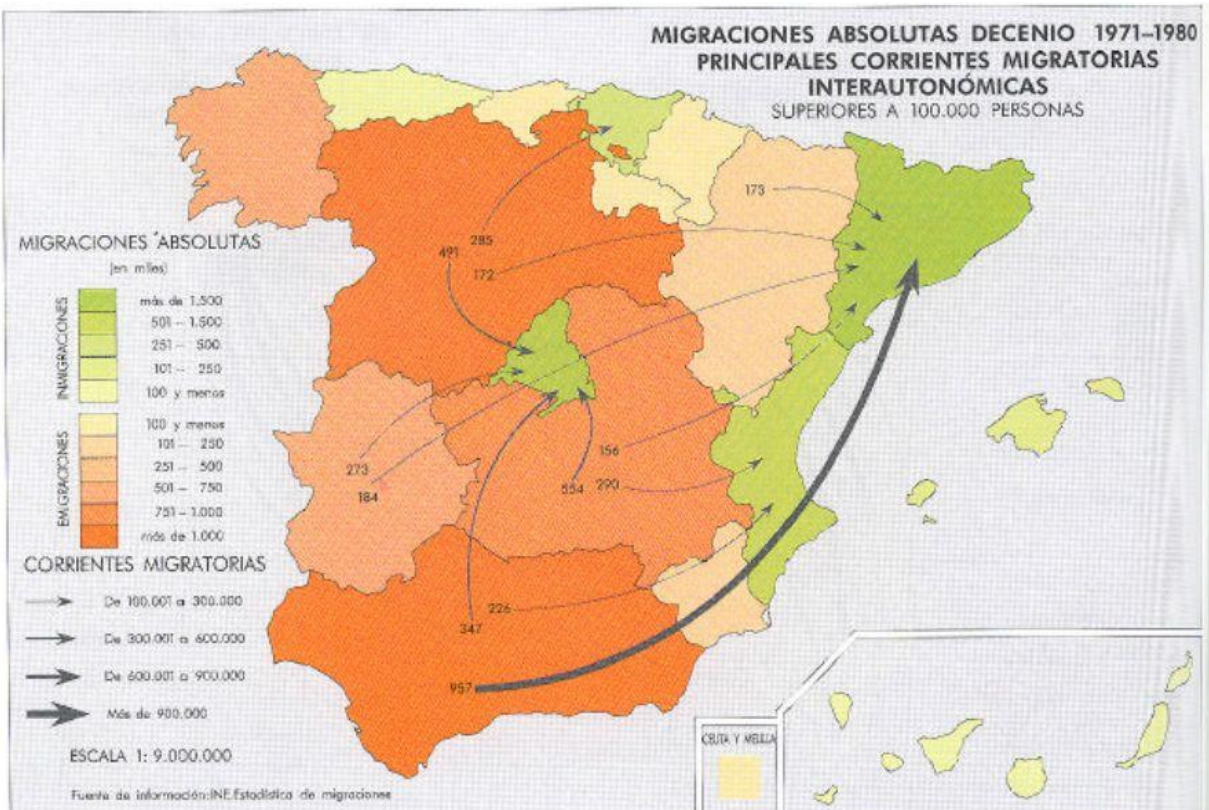 MIGRACIONES ABSOLUTAS DECENIO 1971–1980
PRINCIPALES CORRIENTES MIGRATORIAS
INTERAUTONÓMICAS
SUPERIORES A 100.000 PERSONAS
173
285
491
172
156
273
184
554
290
226
347
957
MIGRACIONES ABSOLUTAS
(en miles)
INMIGRACIONES
más de 1.500
501 – 1.500
251 – 500
101 – 250
100 y menos
EMIGRACIONES
100 y menos
101 – 250
251 – 500
501 – 750
751 – 1.000
más de 1.000
CORRIENTES MIGRATORIAS
De 100.001 a 300.000
De 300.001 a 600.000
De 600.001 a 900.000
Más de 900.000
ESCALA 1: 9.000.000
Fuente de información:INE.Estadística de migraciones
CEUTA Y MELILLA